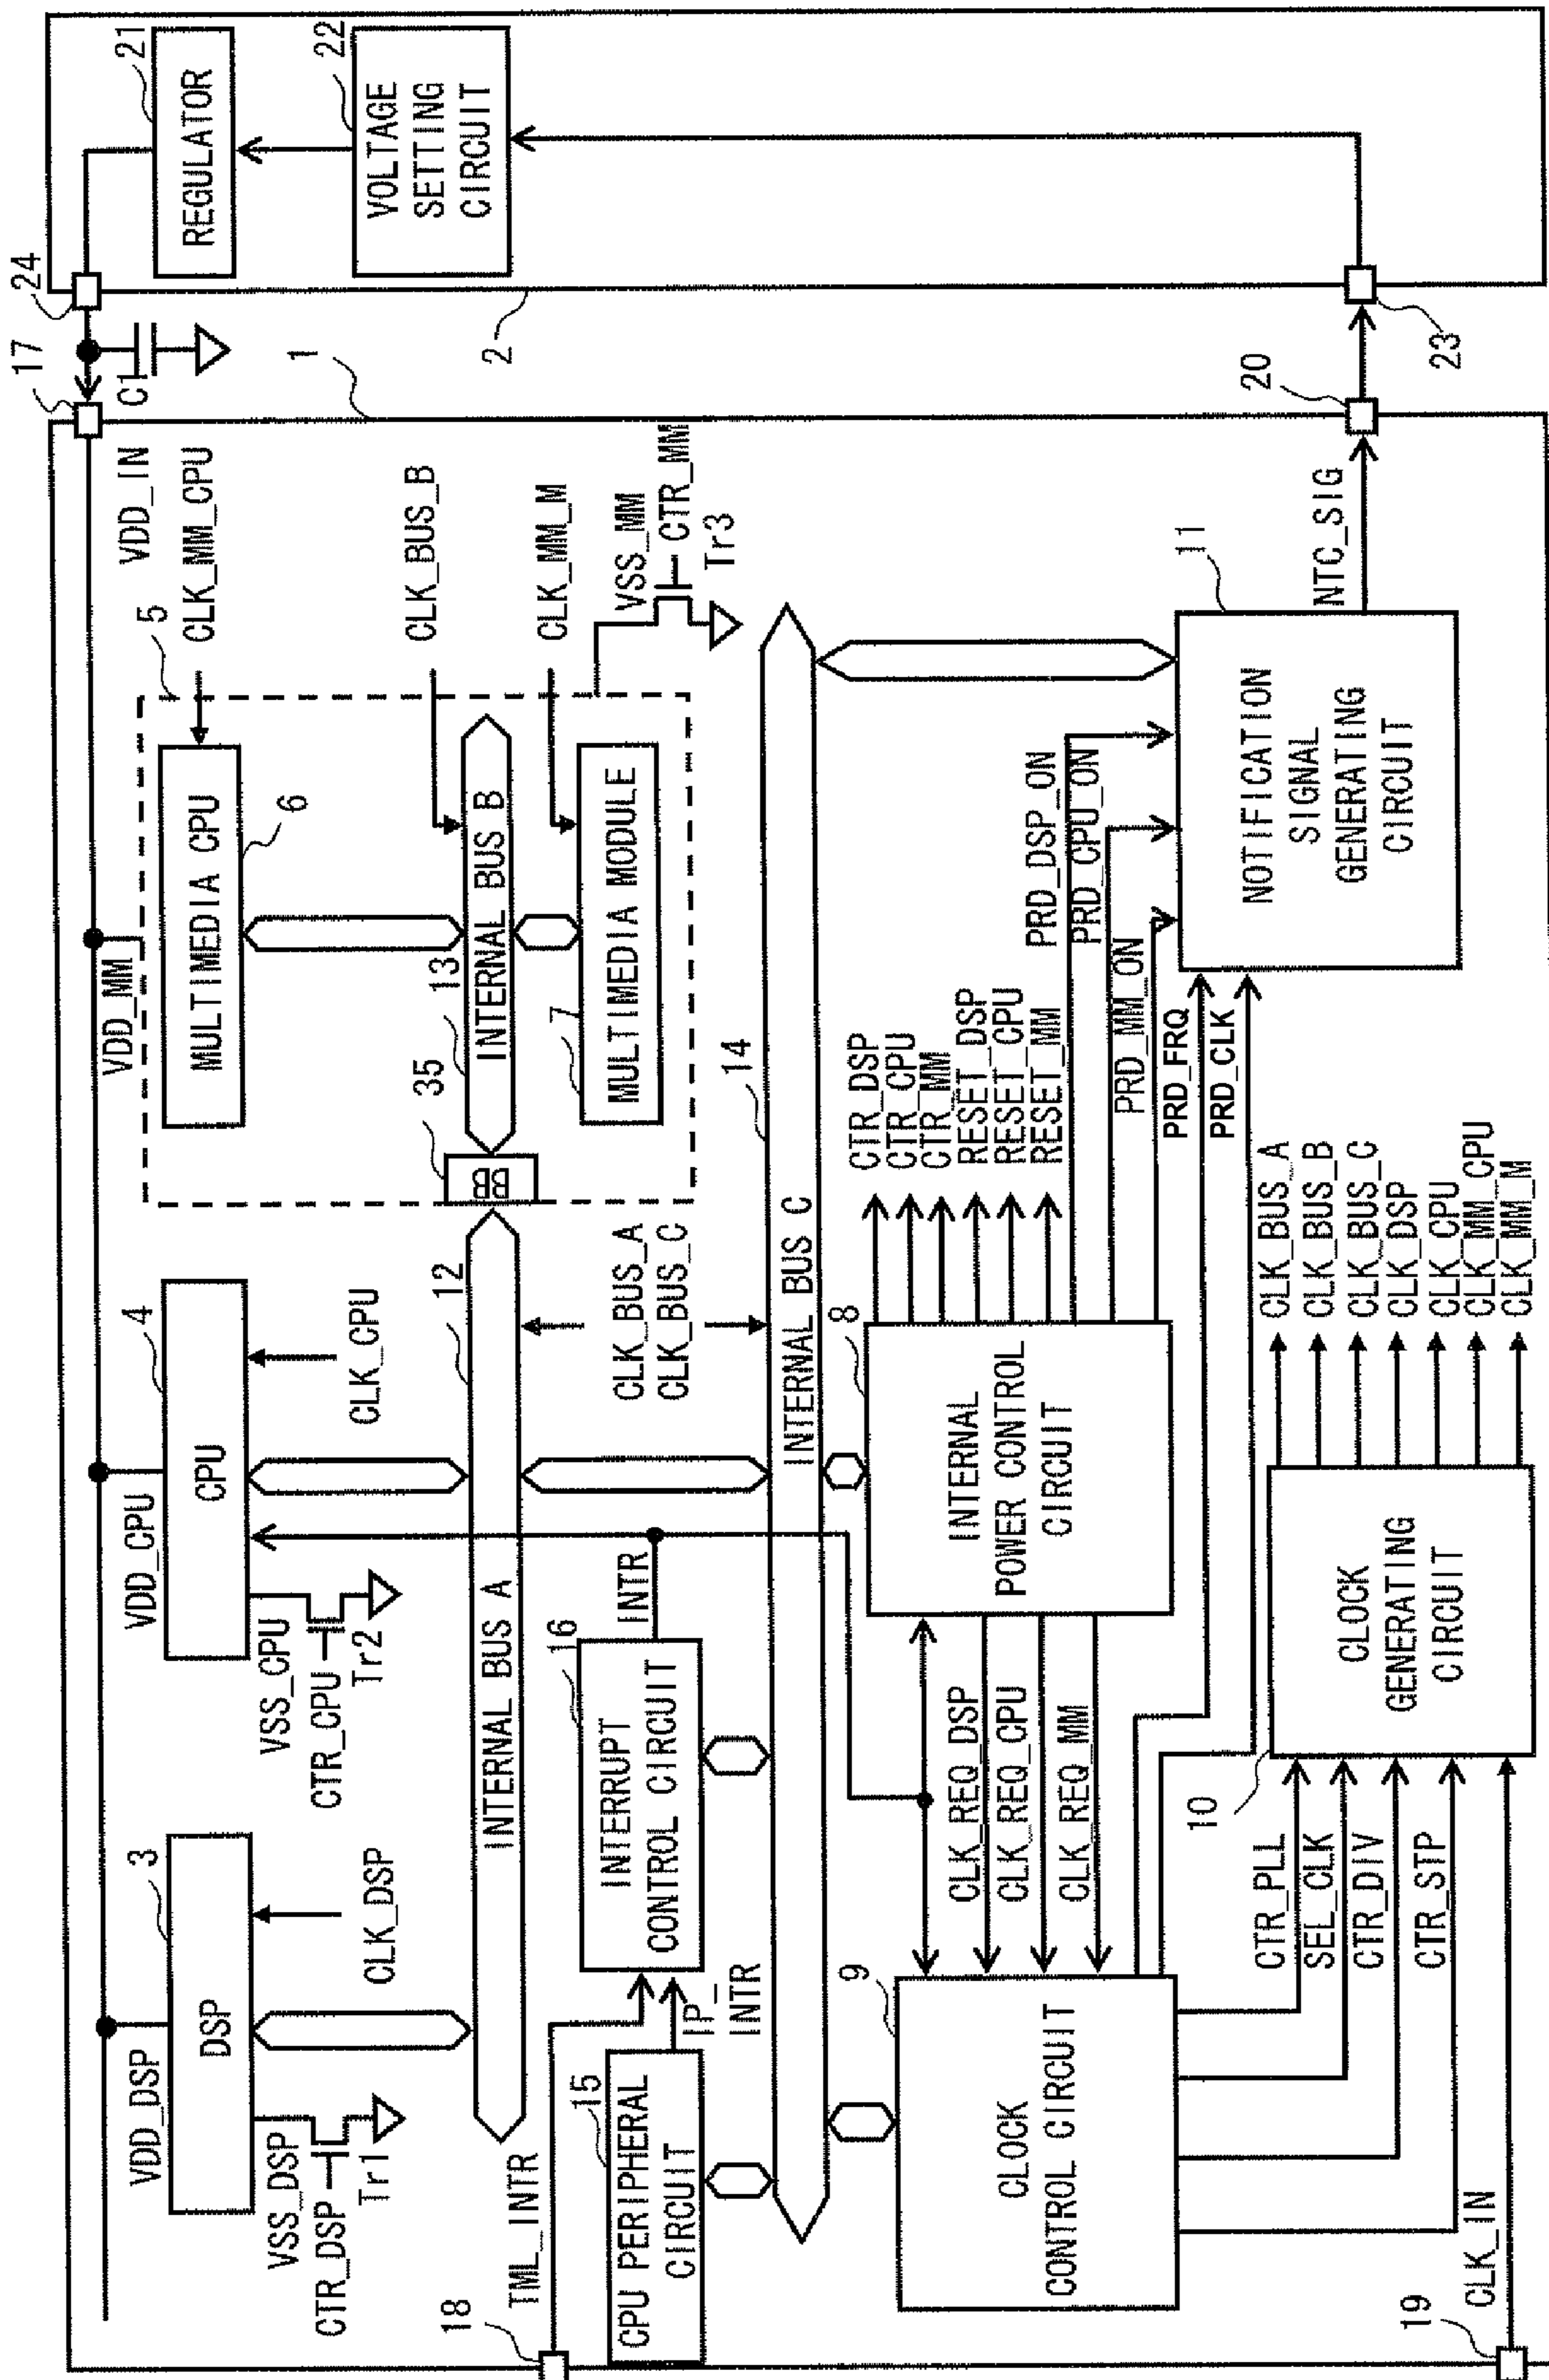 24
17
C1
21
REGULATOR
22
VOLTAGE
SETTING
CIRCUIT
2
1
20
23
VDD_IN
VDD_DSP
3
DSP
VSS_DSP
CTR_DSP
Tr1
CLK_DSP
VDD_CPU
4
CPU
VSS_CPU
CTR_CPU
Tr2
CLK_CPU
VDD_MM
5
CLK_MM_CPU
MULTIMEDIA CPU
6
CLK_BUS_B
13
INTERNAL BUS B
35
BB
CLK_MM_M
7
MULTIMEDIA MODULE
VSS_MM
CTR_MM
Tr3
INTERNAL BUS A
12
CLK_BUS_A
CLK_BUS_C
18
TML_INTR
15
CPU PERIPHERAL
CIRCUIT
IP_
INTR
16
INTERRUPT
CONTROL CIRCUIT
INTR
INTERNAL BUS C
14
9
CLOCK
CONTROL CIRCUIT
CLK_REQ_DSP
CLK_REQ_CPU
CLK_REQ_MM
8
INTERNAL
POWER CONTROL
CIRCUIT
CTR_DSP
CTR_CPU
CTR_MM
RESET_DSP
RESET_CPU
RESET_MM
PRD_DSP_ON
PRD_CPU_ON
PRD_MM_ON
PRD_FRQ
PRD_CLK
11
NOTIFICATION
SIGNAL
GENERATING
CIRCUIT
NTC_SIG
CTR_PLL
SEL_CLK
CTR_DIV
CTR_STP
10
CLOCK
GENERATING
CIRCUIT
CLK_BUS_A
CLK_BUS_B
CLK_BUS_C
CLK_DSP
CLK_CPU
CLK_MM_CPU
CLK_MM_M
19
CLK_IN